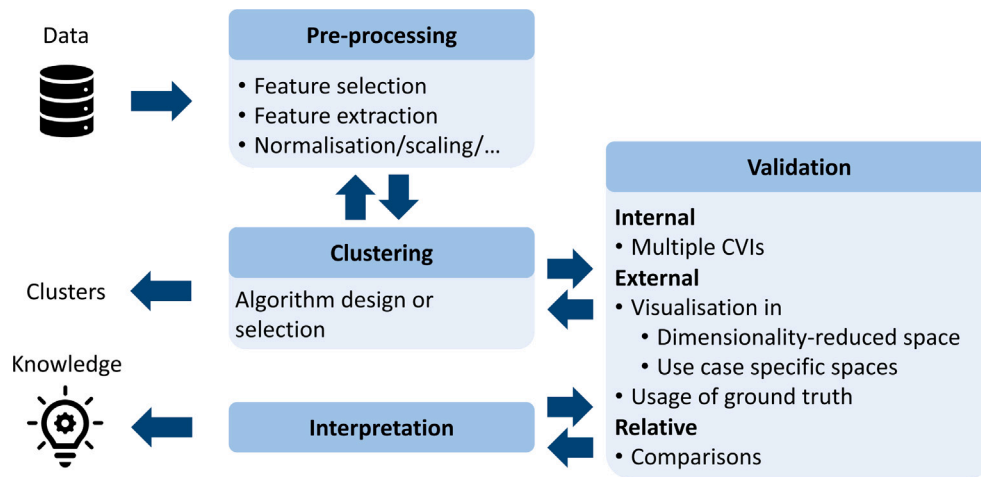 Data
Pre-processing
• Feature selection
• Feature extraction
• Normalisation/scaling/...
Clustering
Algorithm design or
selection
Clusters
Knowledge
Interpretation
Validation
Internal
• Multiple CVIs
External
• Visualisation in
• Dimensionality-reduced space
• Use case specific spaces
• Usage of ground truth
Relative
• Comparisons